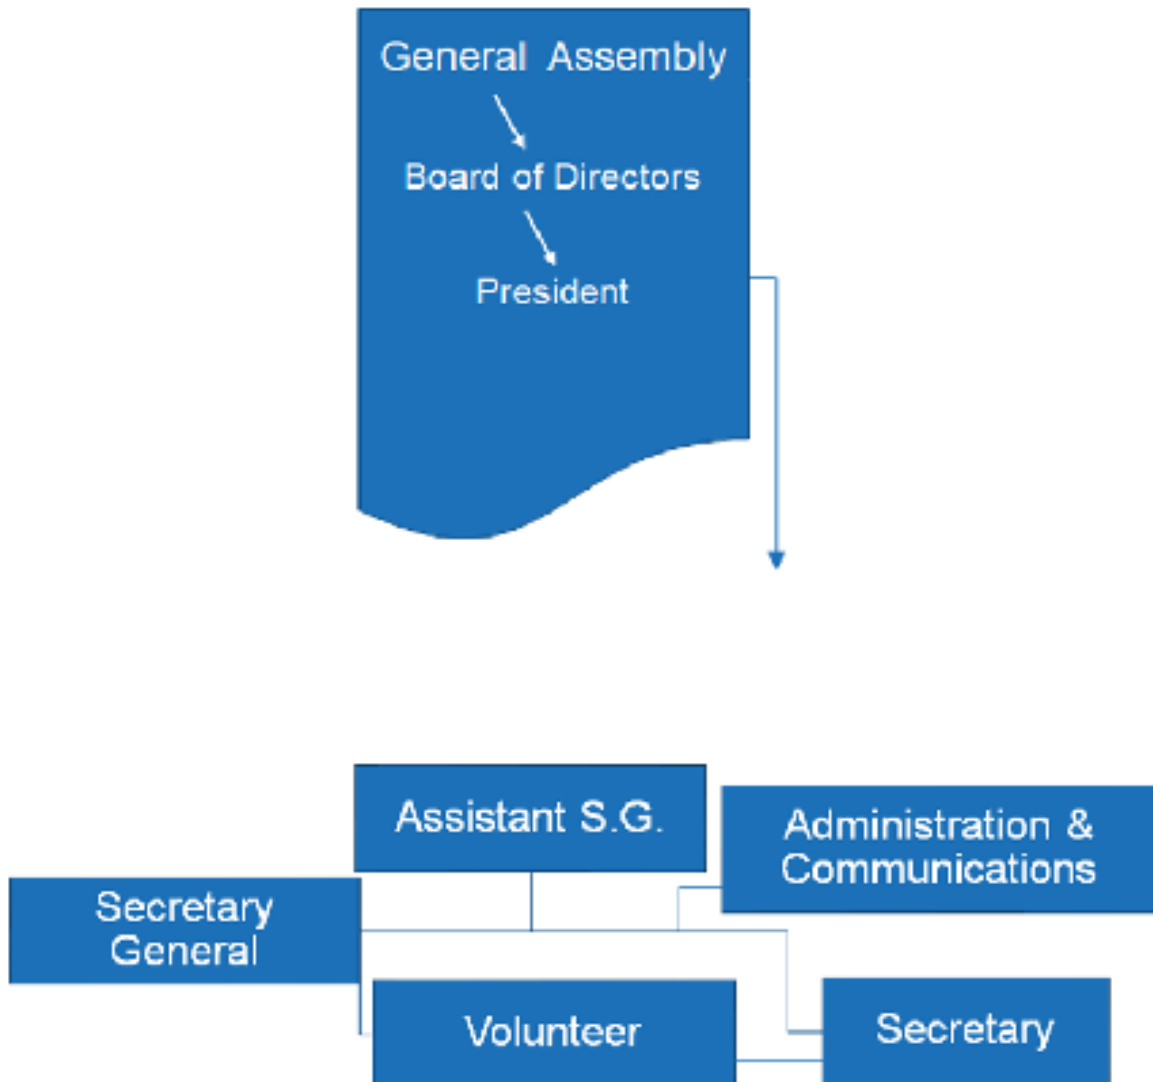 General Assembly
Board of Directors
President
Assistant S.G.
Administration &
Communications
Secretary
General
Volunteer
Secretary